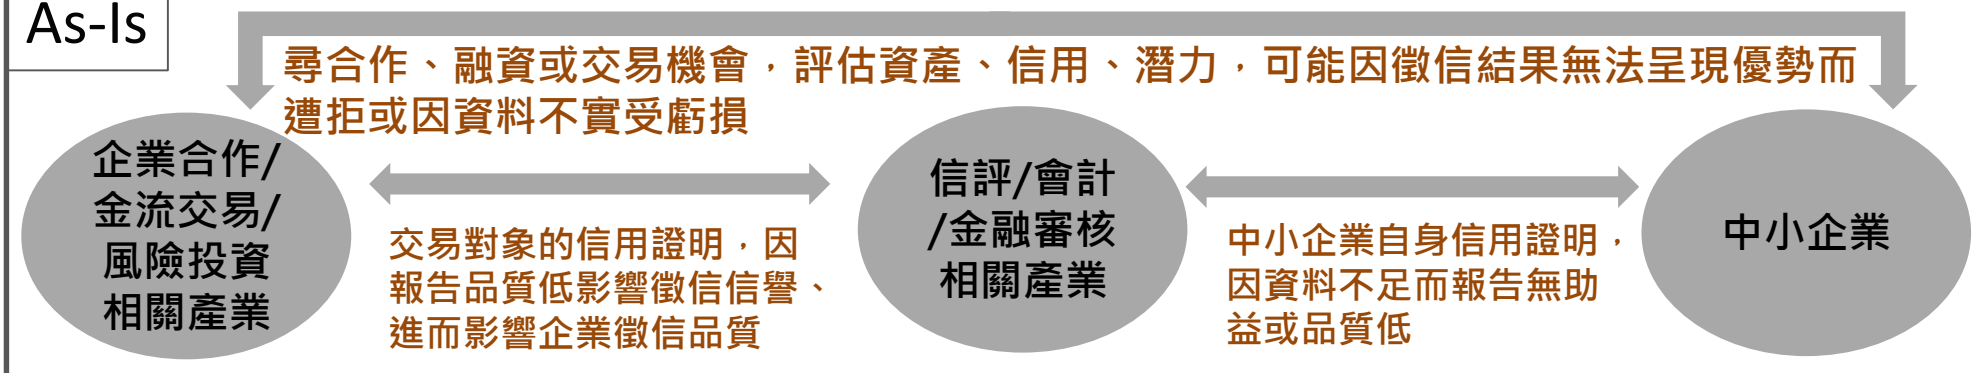 As-Is
尋合作、融資或交易機會，評估資產、信用、潛力，可能因徵信結果無法呈現優勢而
遭拒或因資料不實受虧損
企業合作/
金流交易/
風險投資
相關產業
交易對象的信用證明，因
報告品質低影響徵信信譽、
進而影響企業徵信品質
信評/會計
/金融審核
相關產業
中小企業自身信用證明，
因資料不足而報告無助
益或品質低
中小企業